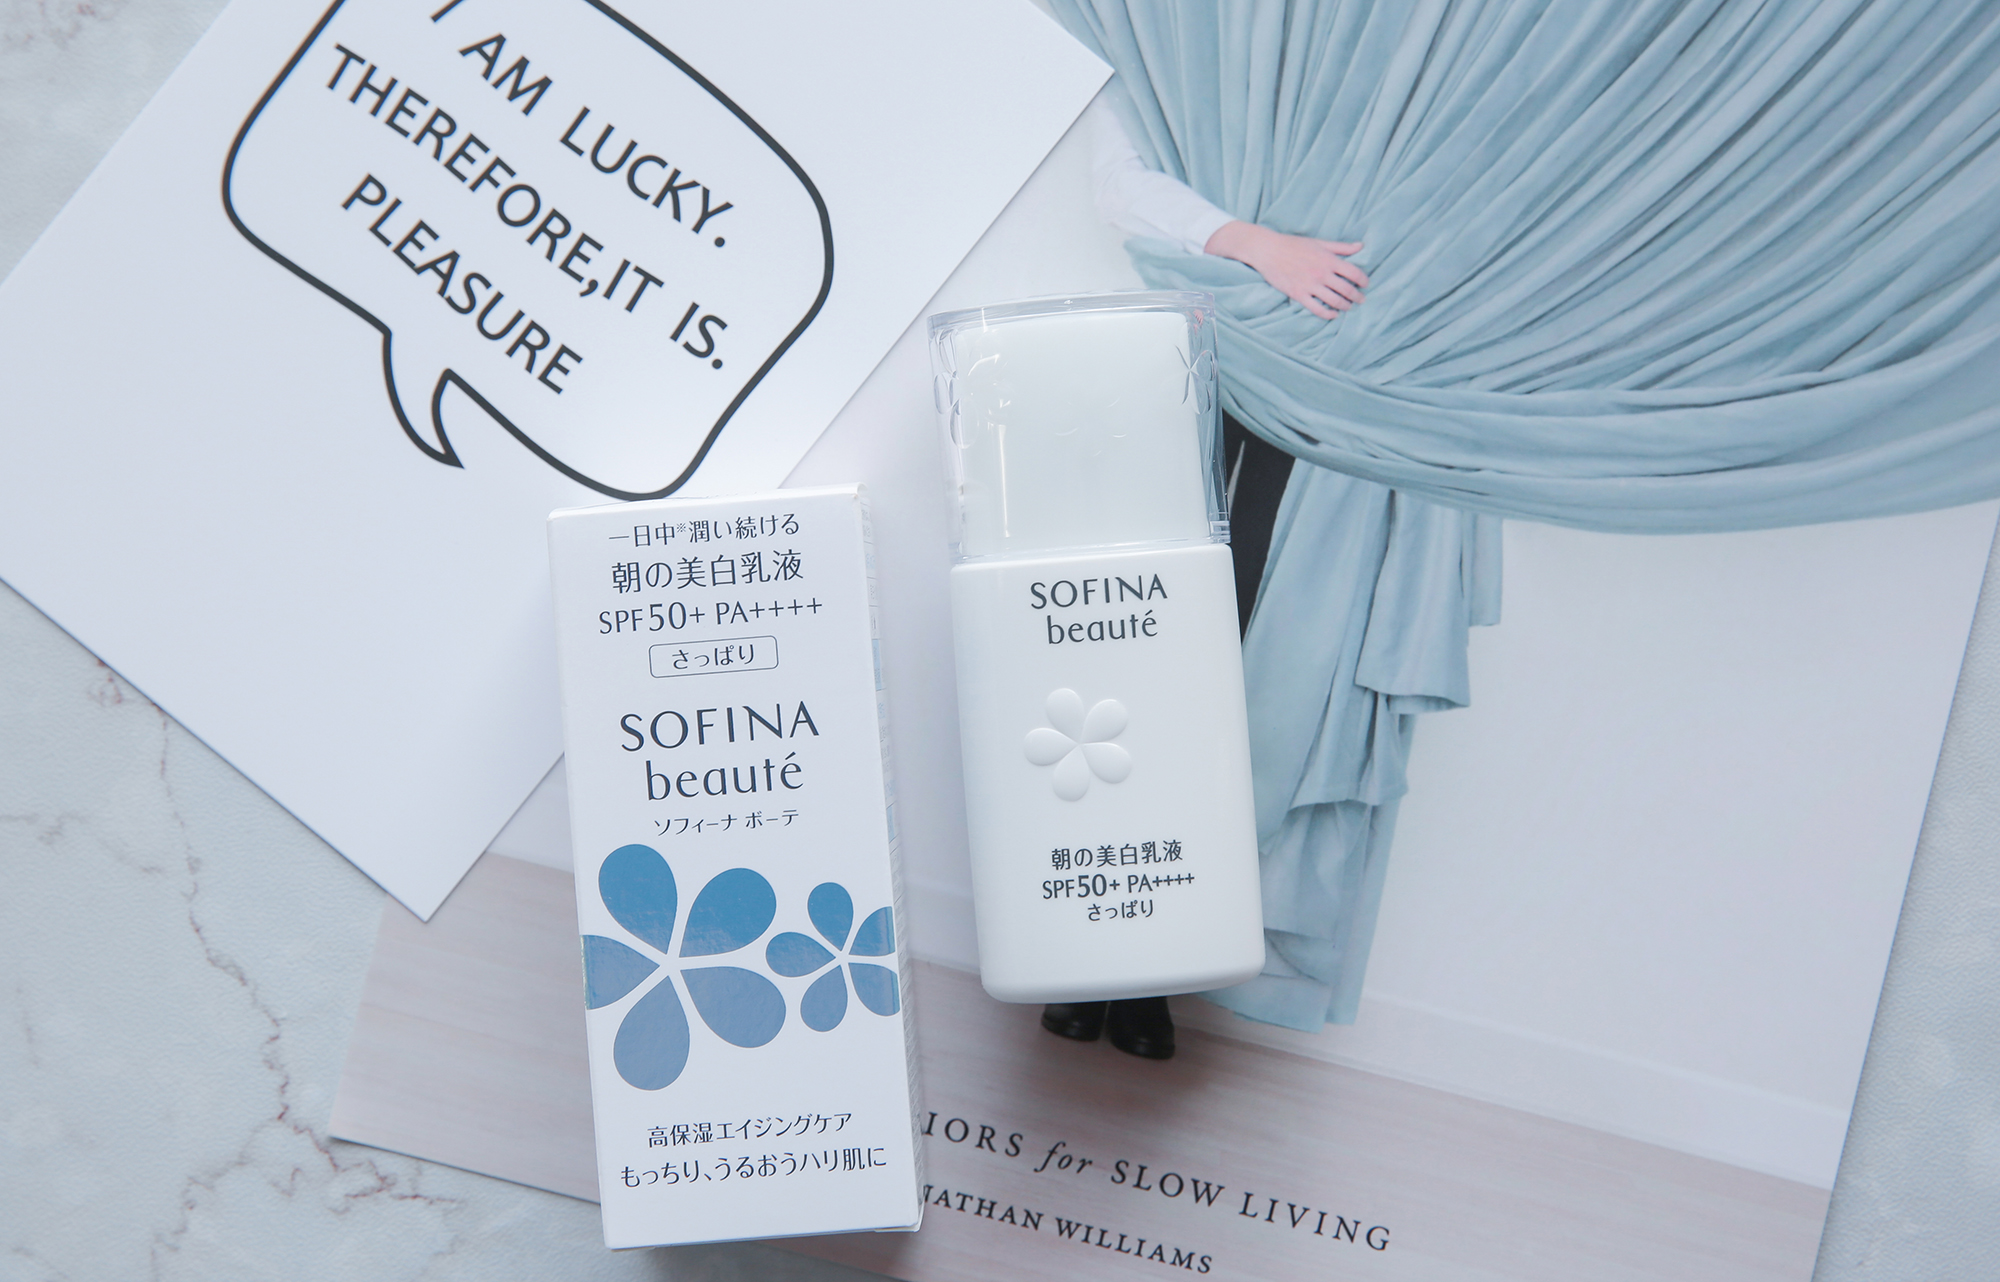 I AM LUCKY.
THEREFORE,IT IS.
PLEASURE
一日中※潤い続ける
朝の美白乳液
SPF50+ PA++++
さっぱり
SOFINA
beauté
ソフィーナ ボーテ
高保湿エイジングケア
もっちり、うるおうハリ肌に
SOFINA
beauté
朝の美白乳液
SPF50+ PA++++
さっぱり
IORS for SLOW LIVING
NATHAN WILLIAMS